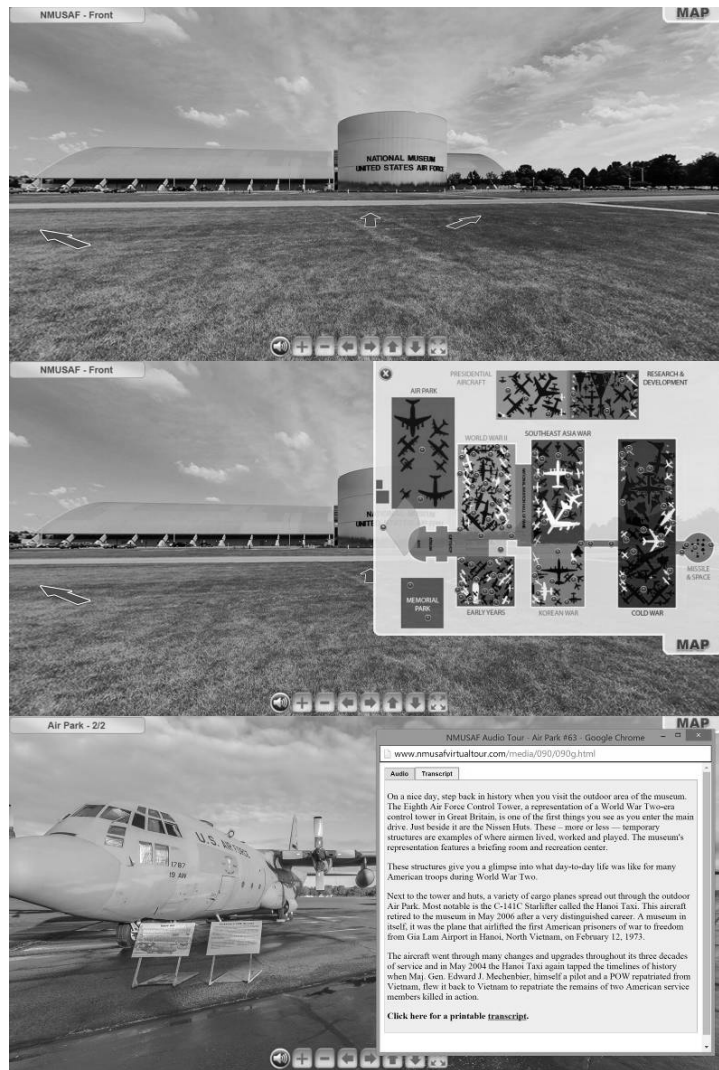 NMUSAF - Front
MAP
NATIONAL MUSEUM
UNITED STATES AIR FORCE
NMUSAF - Front
PRESIDENTIAL
AIRCRAFT
RESEARCH &
DEVELOPMENT
AIR PARK
WORLD WAR II
SOUTHEAST ASIA WAR
MEMORIAL
PARK
EARLY YEARS
KOREAN WAR
COLD WAR
MISSILE
& SPACE
MAP
Air Park - 2/2
MAP
U.S. AIR FORCE
NMUSAF Audio Tour - Air Park #63 - Google Chrome
www.nmusafvirtualtour.com/media/090/090g.html
Audio Transcript
On a nice day, step back in history when you visit the outdoor area of the museum.
The Eighth Air Force Control Tower, a representation of a World War Two-era
control tower in Great Britain, is one of the first things you see as you enter the main
drive. Just beside it are the Nissen Huts. These – more or less — temporary
structures are examples of where airmen lived, worked and played. The museum's
representation features a briefing room and recreation center.
These structures give you a glimpse into what day-to-day life was like for many
American troops during World War Two.
Next to the tower and huts, a variety of cargo planes spread out through the outdoor
Air Park. Most notable is the C-141C Starlifter called the Hanoi Taxi. This aircraft
retired to the museum in May 2006 after a very distinguished career. A museum in
itself, it was the plane that airlifted the first American prisoners of war to freedom
from Gia Lam Airport in Hanoi, North Vietnam, on February 12, 1973.
The aircraft went through many changes and upgrades throughout its three decades
of service and in May 2004 the Hanoi Taxi again tapped the timelines of history
when Maj. Gen. Edward J. Mechenbier, himself a pilot and a POW repatriated from
Vietnam, flew it back to Vietnam to repatriate the remains of two American service
members killed in action.
Click here for a printable transcript.